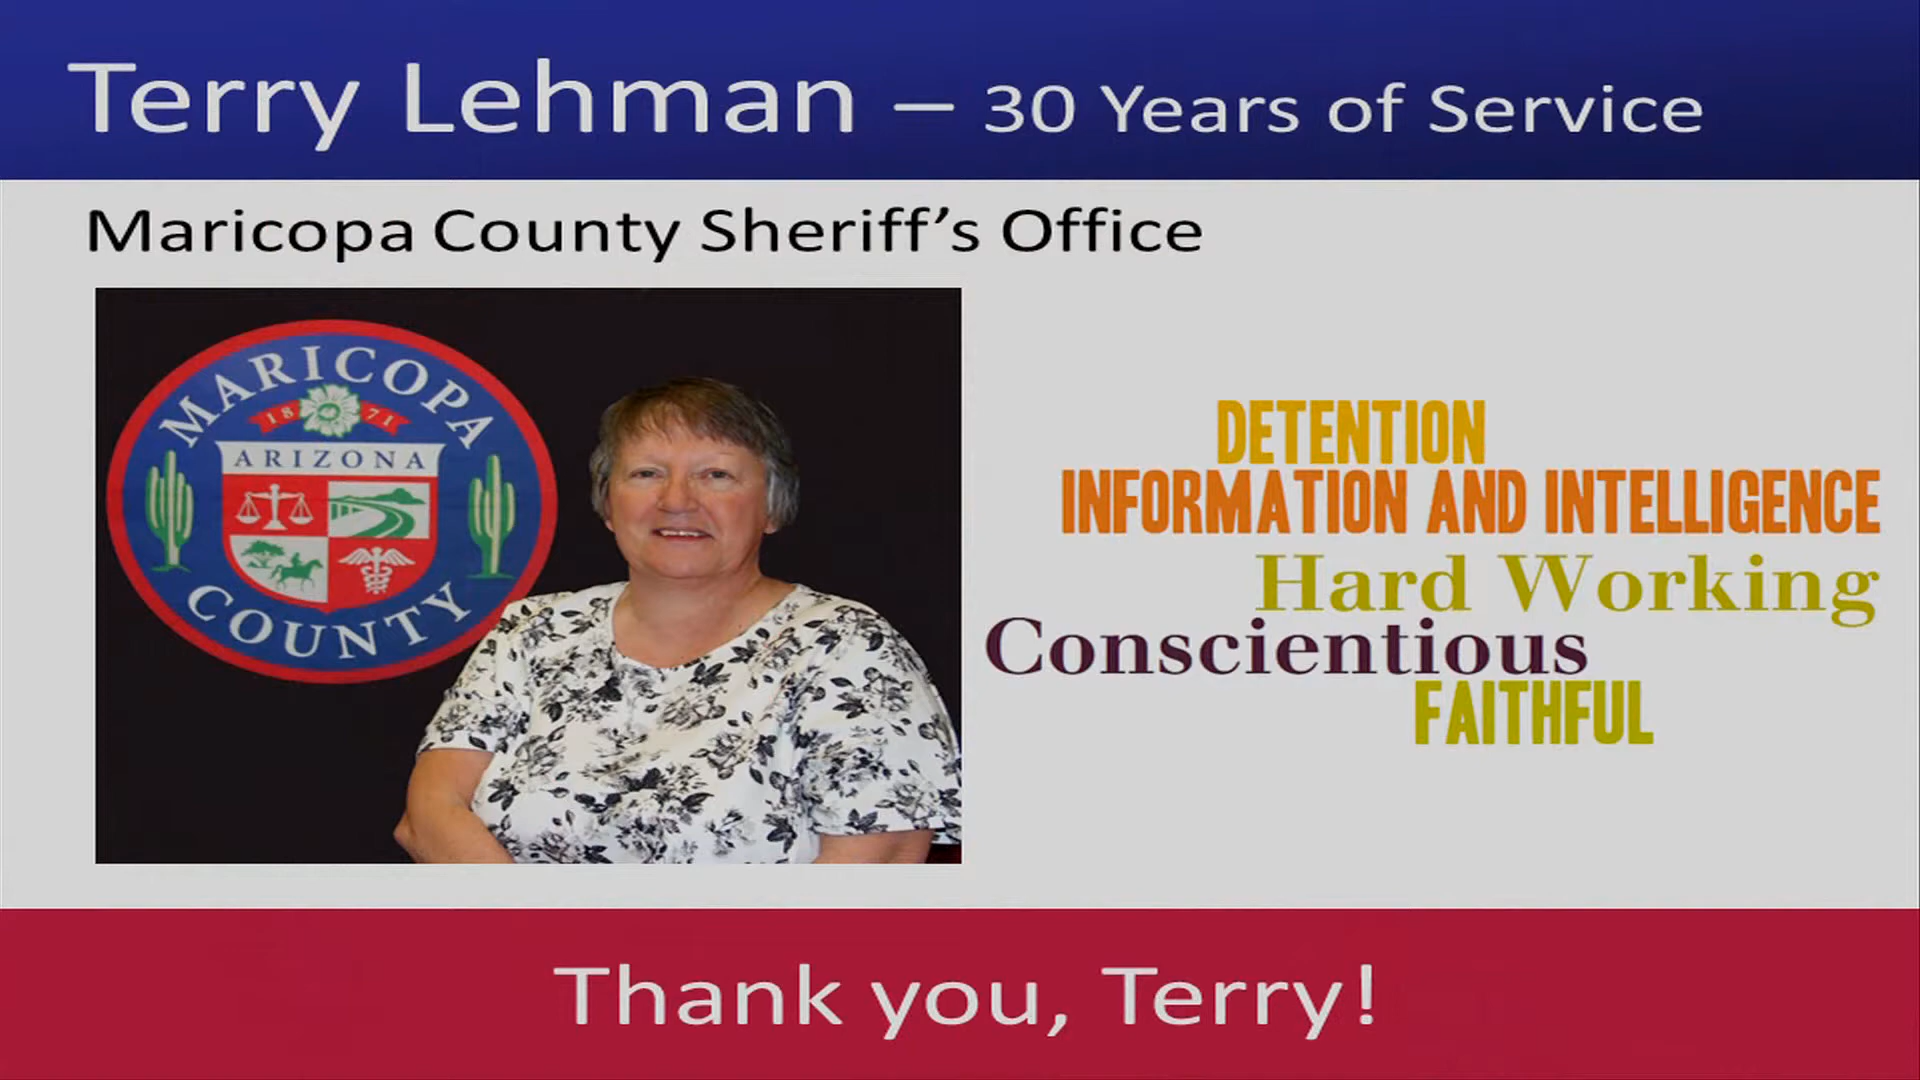 Terry Lehman – 30 Years of Service
Maricopa County Sheriff’s Office
MARICOPA
18 71
ARIZONA
COUNTY
DETENTION
INFORMATION AND INTELLIGENCE
Hard Working
Conscientious
FAITHFUL
Thank you, Terry!